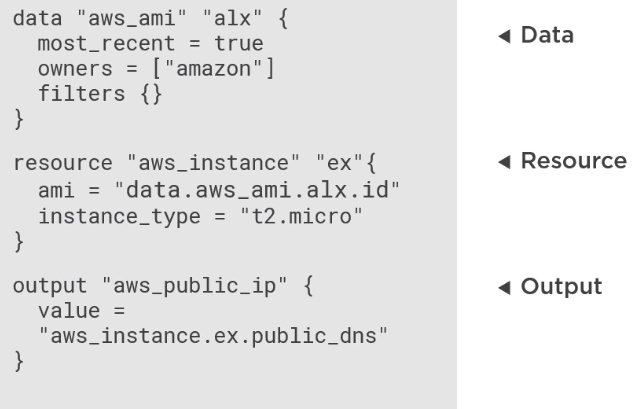 data "aws_ami" "alx" {
  most_recent = true
  owners = ["amazon"]
  filters {}
}
resource "aws_instance" "ex"{
  ami = "data.aws_ami.alx.id"
  instance_type = "t2.micro"
}
output "aws_public_ip" {
  value =
  "aws_instance.ex.public_dns"
}
◄ Data
◄ Resource
◄ Output